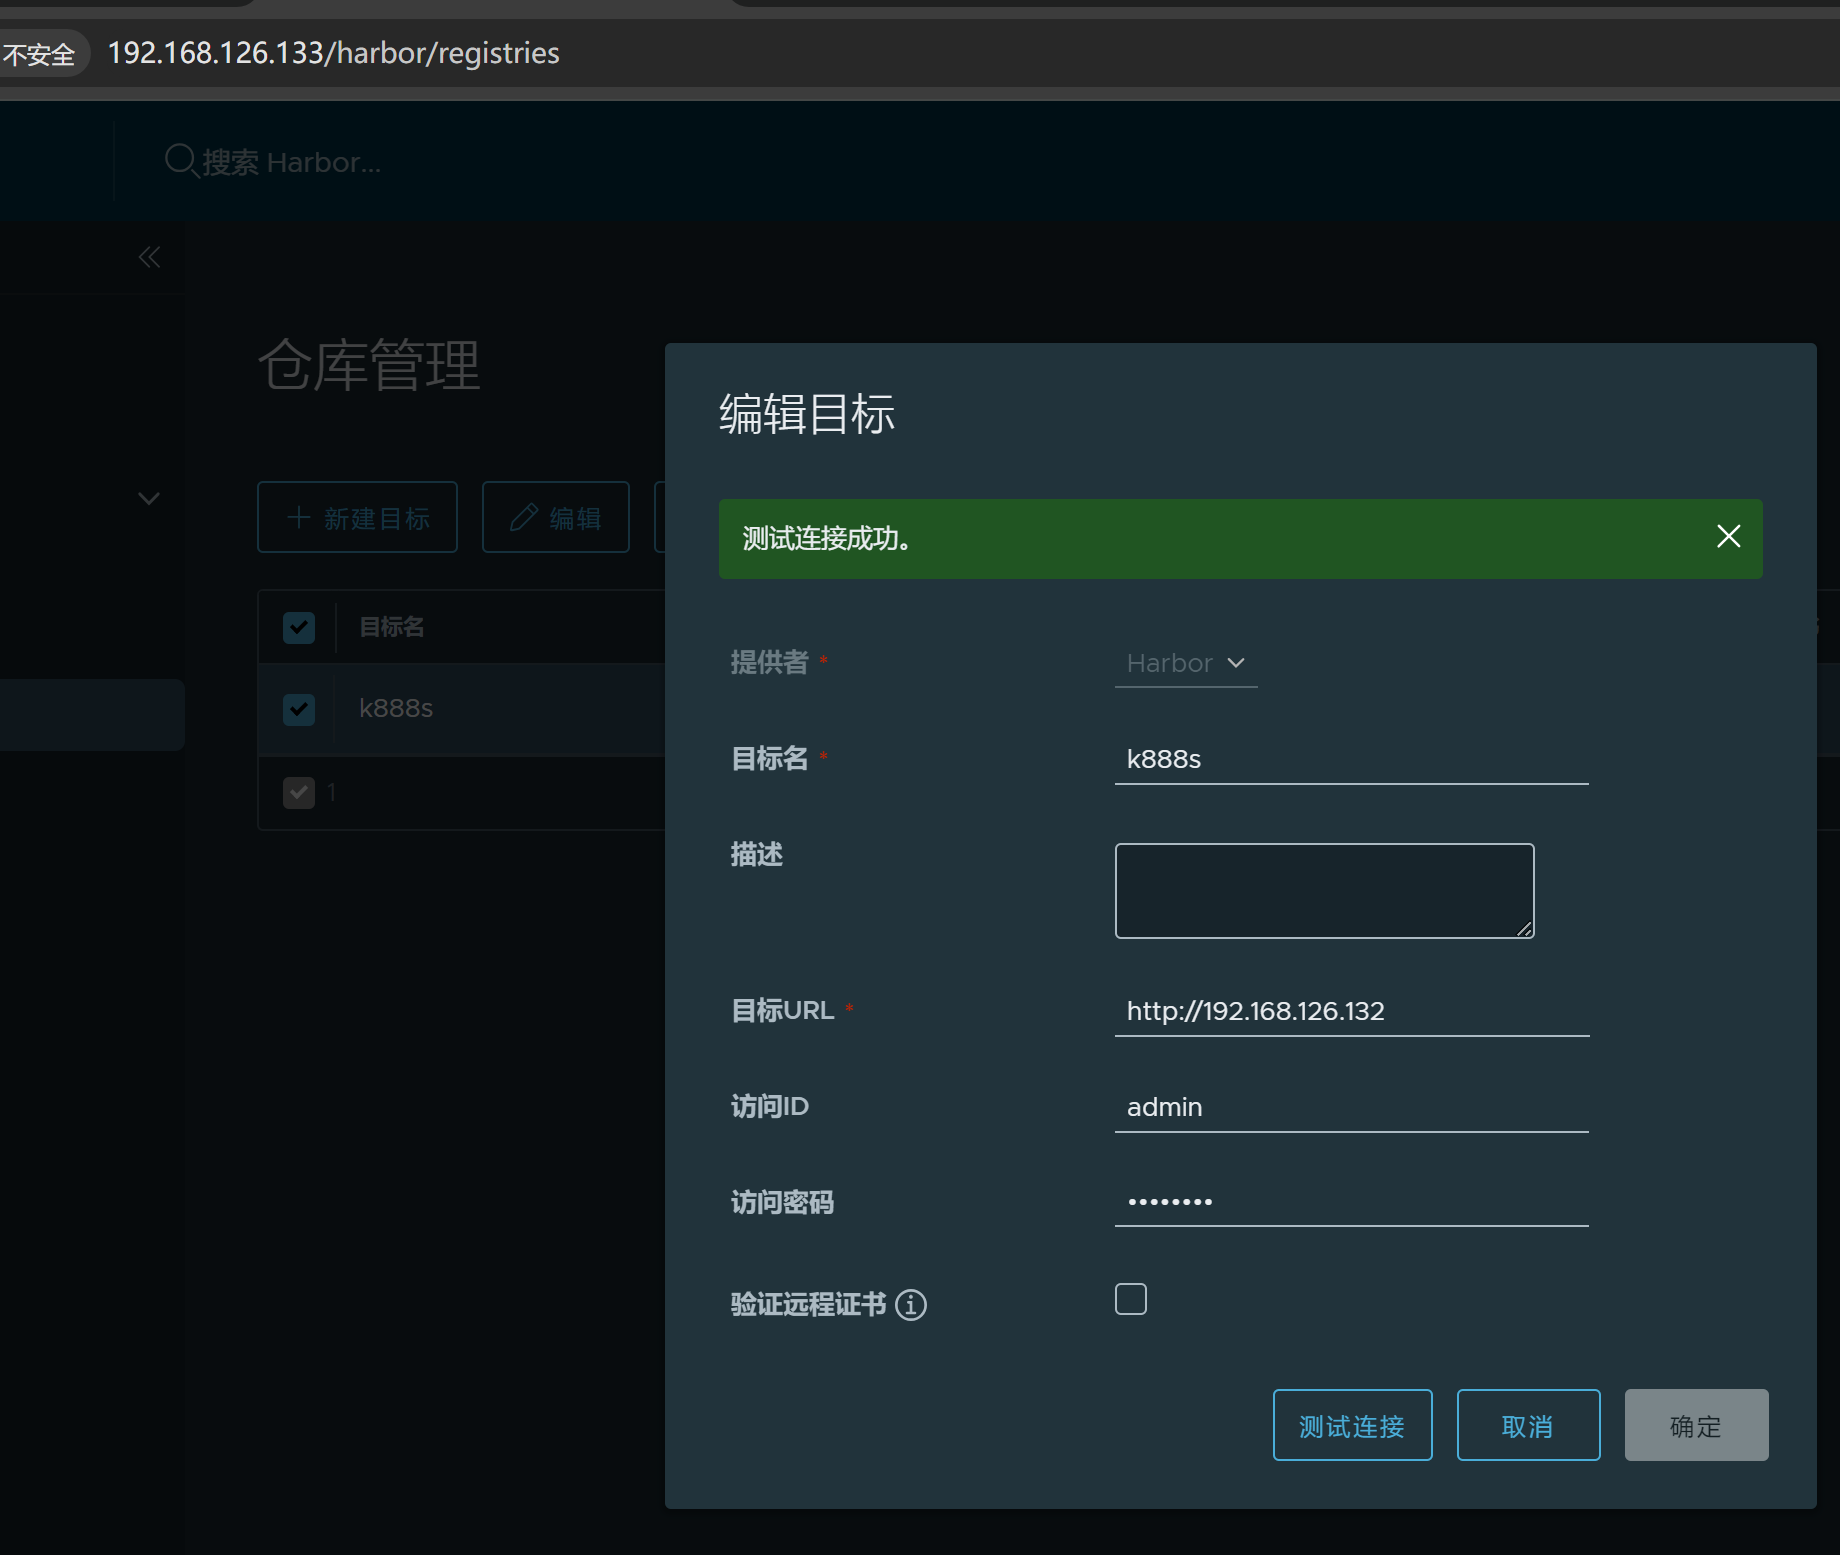 不安全 192.168.126.133/harbor/registries
搜索 Harbor...
仓库管理
新建目标
编辑
目标名
k888s
1
编辑目标
测试连接成功。
提供者 * Harbor
目标名 * k888s
描述
目标URL * http://192.168.126.132
访问ID admin
访问密码 ••••••••
验证远程证书
测试连接 取消 确定